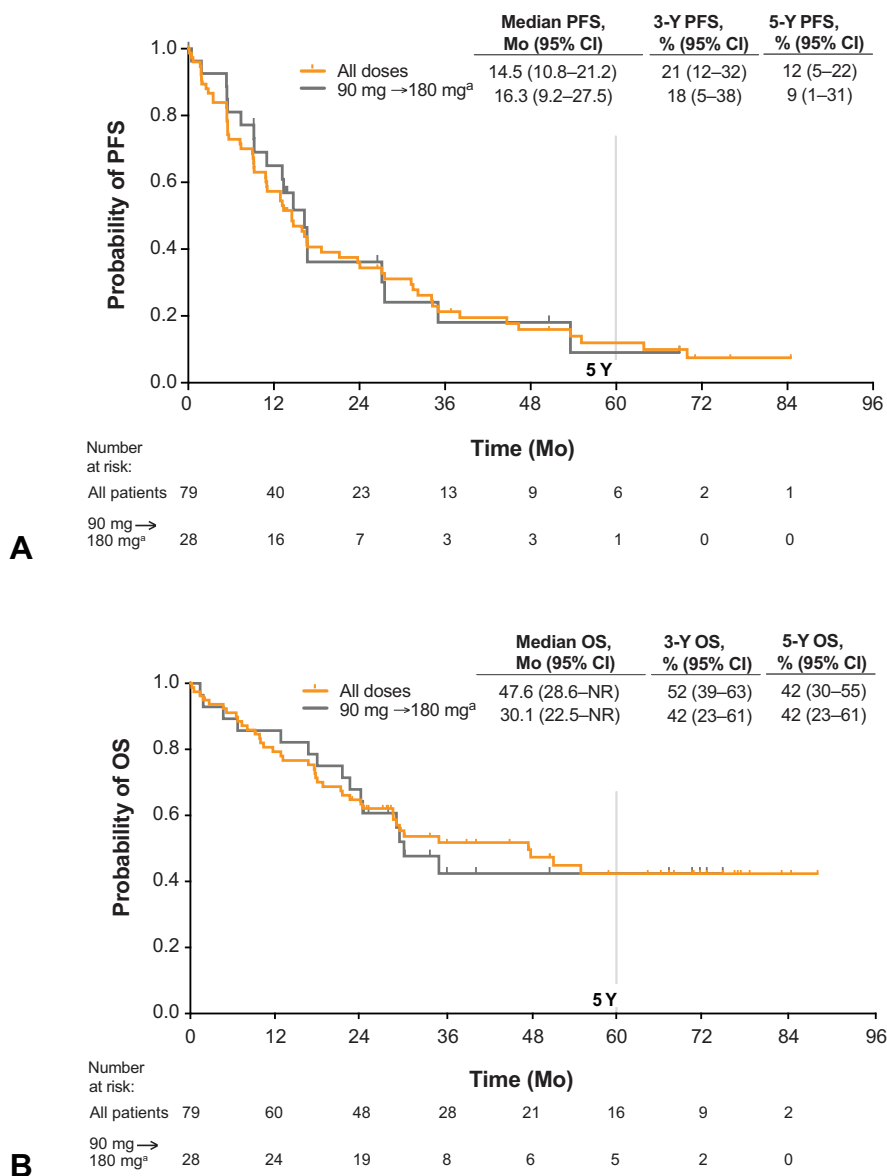 Median PFS, 3-Y PFS, 5-Y PFS,
Mo (95% CI) % (95% CI) % (95% CI)
All doses 14.5 (10.8–21.2) 21 (12–32) 12 (5–22)
90 mg →180 mgᵃ 16.3 (9.2–27.5) 18 (5–38) 9 (1–31)
Probability of PFS
1.0
0.8
0.6
0.4
0.2
0.0
5 Y
0 12 24 36 48 60 72 84 96
Time (Mo)
Number
at risk:
All patients 79 40 23 13 9 6 2 1
90 mg →
180 mgᵃ 28 16 7 3 3 1 0 0
A
Median OS, 3-Y OS, 5-Y OS,
Mo (95% CI) % (95% CI) % (95% CI)
All doses 47.6 (28.6–NR) 52 (39–63) 42 (30–55)
90 mg →180 mgᵃ 30.1 (22.5–NR) 42 (23–61) 42 (23–61)
Probability of OS
1.0
0.8
0.6
0.4
0.2
0.0
5 Y
0 12 24 36 48 60 72 84 96
Time (Mo)
Number
at risk:
All patients 79 60 48 28 21 16 9 2
90 mg →
180 mgᵃ 28 24 19 8 6 5 2 0
B